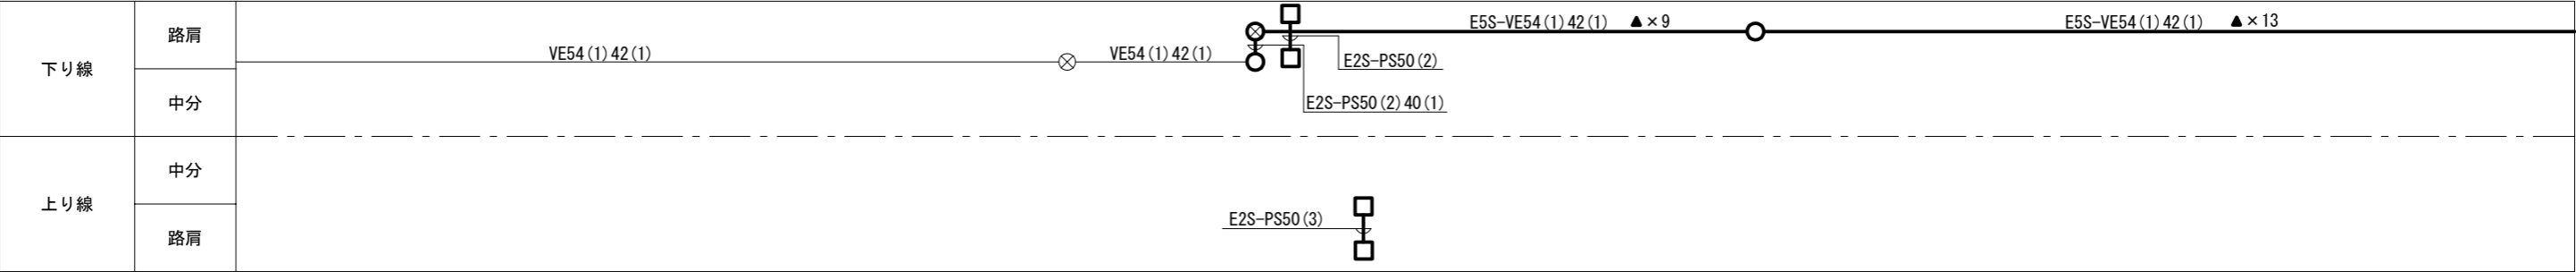 下り線
路肩
中分
VE54(1)42(1)
VE54(1)42(1)
E5S-VE54(1)42(1) ▲×9
E5S-VE54(1)42(1) ▲×13
E2S-PS50(2)
E2S-PS50(2)40(1)
上り線
中分
路肩
E2S-PS50(3)